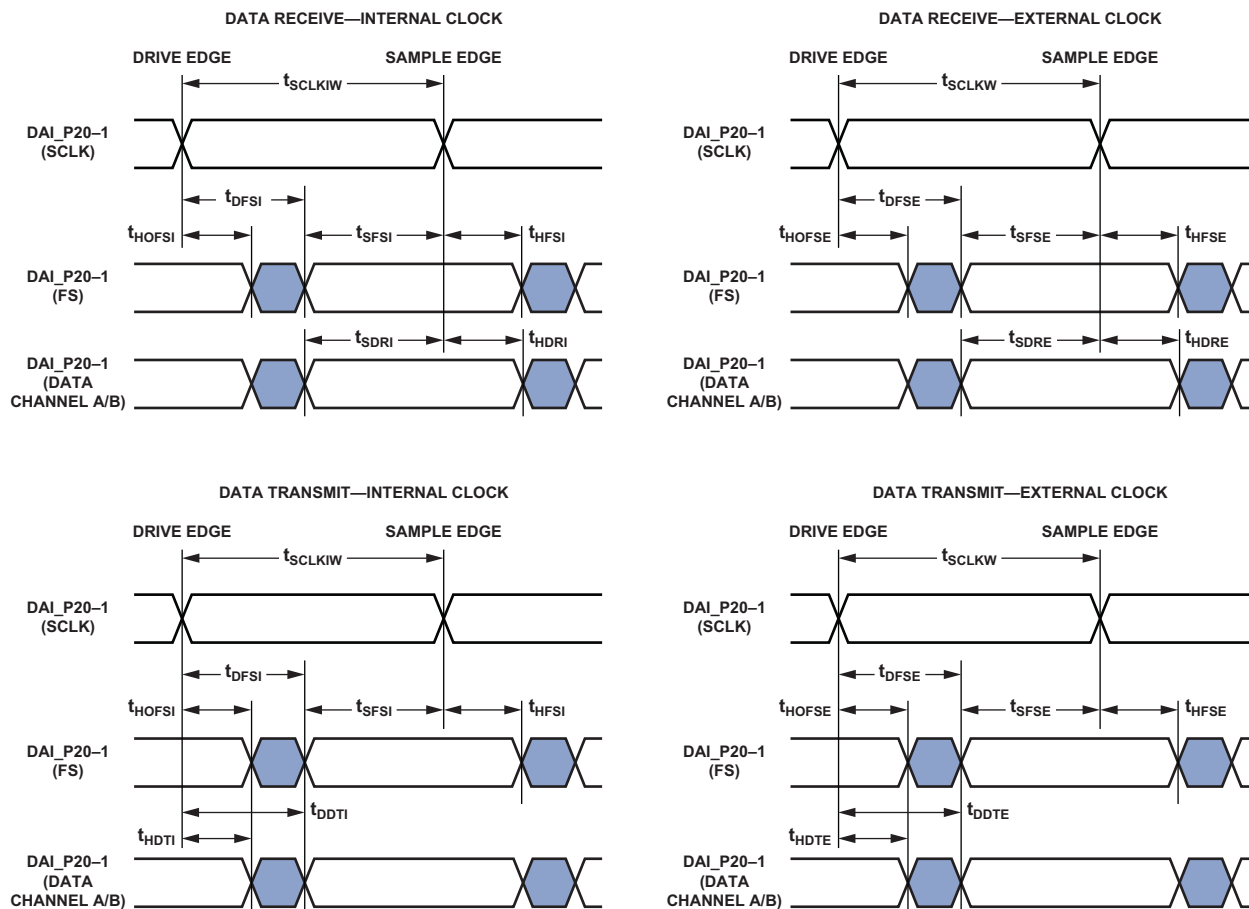 DATA RECEIVE—INTERNAL CLOCK
DRIVE EDGE
SAMPLE EDGE
tSCLKIW
DAI_P20–1
(SCLK)
tDFSI
tHOFSI
tSFSI
tHFSI
DAI_P20–1
(FS)
tSDRI
tHDRI
DAI_P20–1
(DATA
CHANNEL A/B)
DATA RECEIVE—EXTERNAL CLOCK
DRIVE EDGE
SAMPLE EDGE
tSCLKW
DAI_P20–1
(SCLK)
tDFSE
tHOFSE
tSFSE
tHFSE
DAI_P20–1
(FS)
tSDRE
tHDRE
DAI_P20–1
(DATA
CHANNEL A/B)
DATA TRANSMIT—INTERNAL CLOCK
DRIVE EDGE
SAMPLE EDGE
tSCLKIW
DAI_P20–1
(SCLK)
tDFSI
tHOFSI
tSFSI
tHFSI
DAI_P20–1
(FS)
tDDTI
tHDTI
DAI_P20–1
(DATA
CHANNEL A/B)
DATA TRANSMIT—EXTERNAL CLOCK
DRIVE EDGE
SAMPLE EDGE
tSCLKW
DAI_P20–1
(SCLK)
tDFSE
tHOFSE
tSFSE
tHFSE
DAI_P20–1
(FS)
tDDTE
tHDTE
DAI_P20–1
(DATA
CHANNEL A/B)